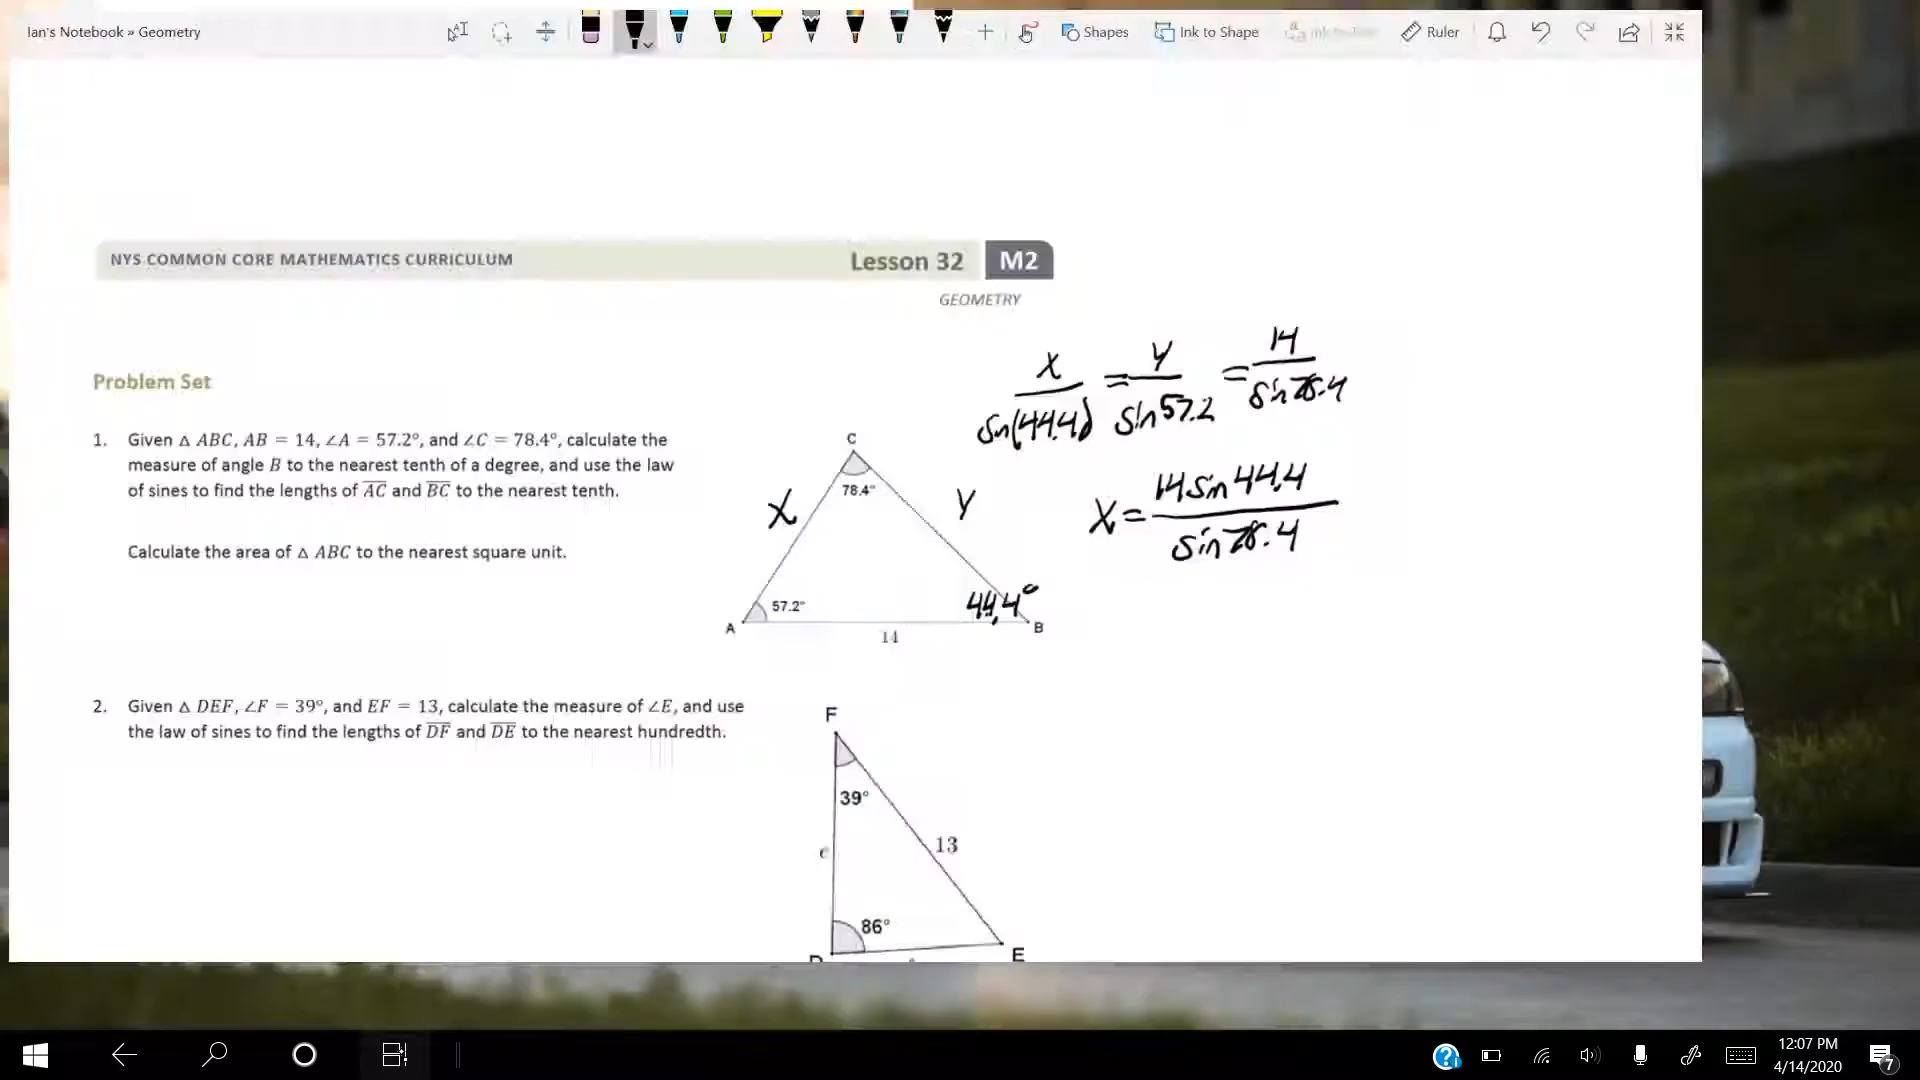 Ian's Notebook » Geometry
Shapes
Ink to Shape
Ink to Text
Ruler
NYS COMMON CORE MATHEMATICS CURRICULUM
Lesson 32
M2
GEOMETRY
Problem Set
x/sin(44.4) = y/sin 57.2 = 14/sin 78.4
1. Given △ ABC, AB = 14, ∠A = 57.2°, and ∠C = 78.4°, calculate the
measure of angle B to the nearest tenth of a degree, and use the law
of sines to find the lengths of A̅C̅ and B̅C̅ to the nearest tenth.
Calculate the area of △ ABC to the nearest square unit.
C
78.4°
x
y
57.2°
44.4°
A
14
B
x = 14 sin 44.4 / sin 78.4
2. Given △ DEF, ∠F = 39°, and EF = 13, calculate the measure of ∠E, and use
the law of sines to find the lengths of D̅F̅ and D̅E̅ to the nearest hundredth.
F
39°
e
13
86°
D
E
12:07 PM
4/14/2020
7